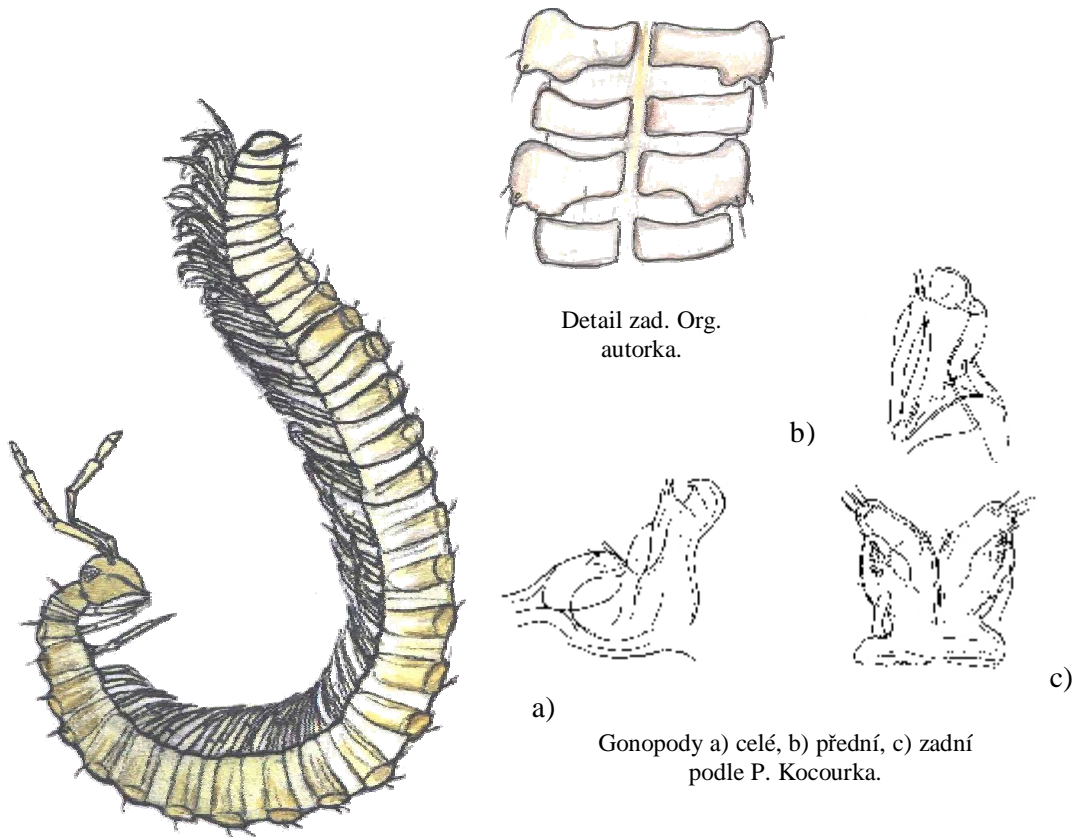 Detail zad. Org.
autorka.
b)
a)
c)
Gonopody a) celé, b) přední, c) zadní
podle P. Kocourka.